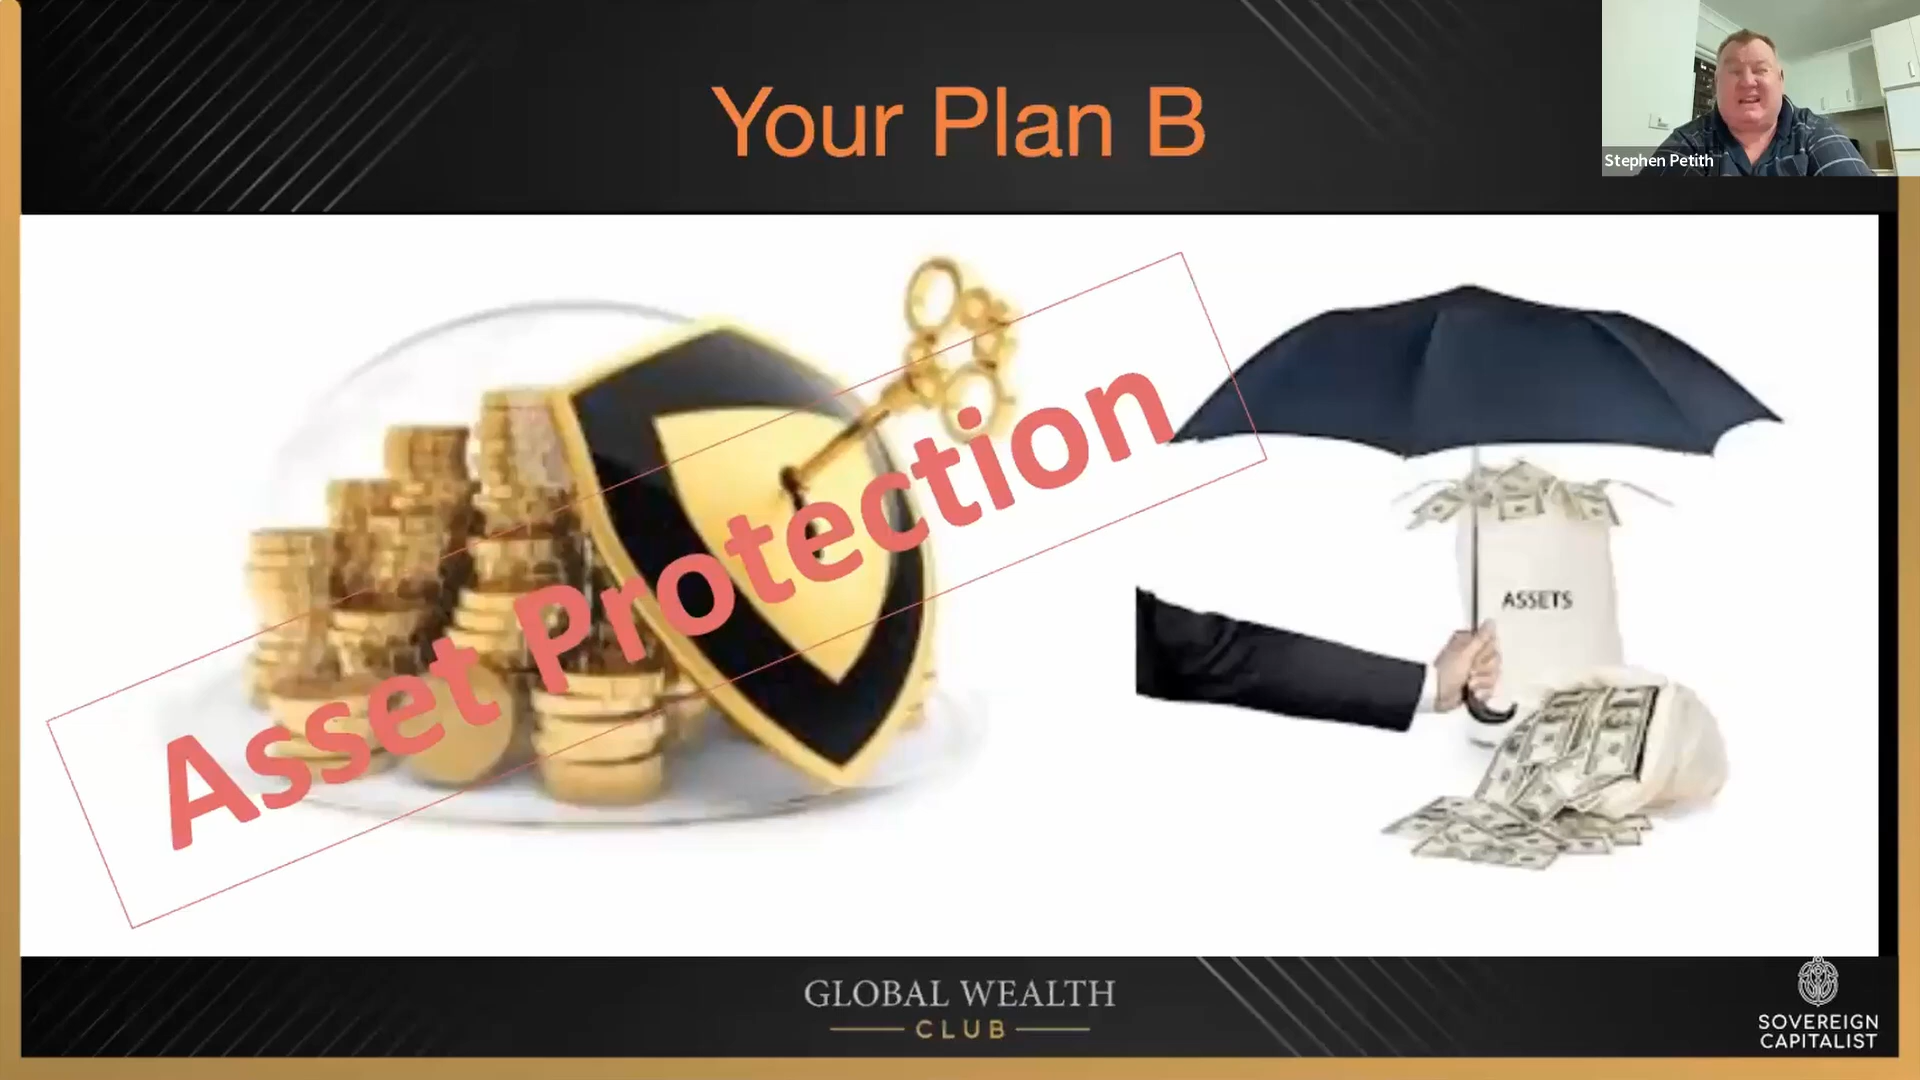 Your Plan B
Stephen Petith
Asset Protection
ASSETS
GLOBAL WEALTH
CLUB
SOVEREIGN
CAPITALIST